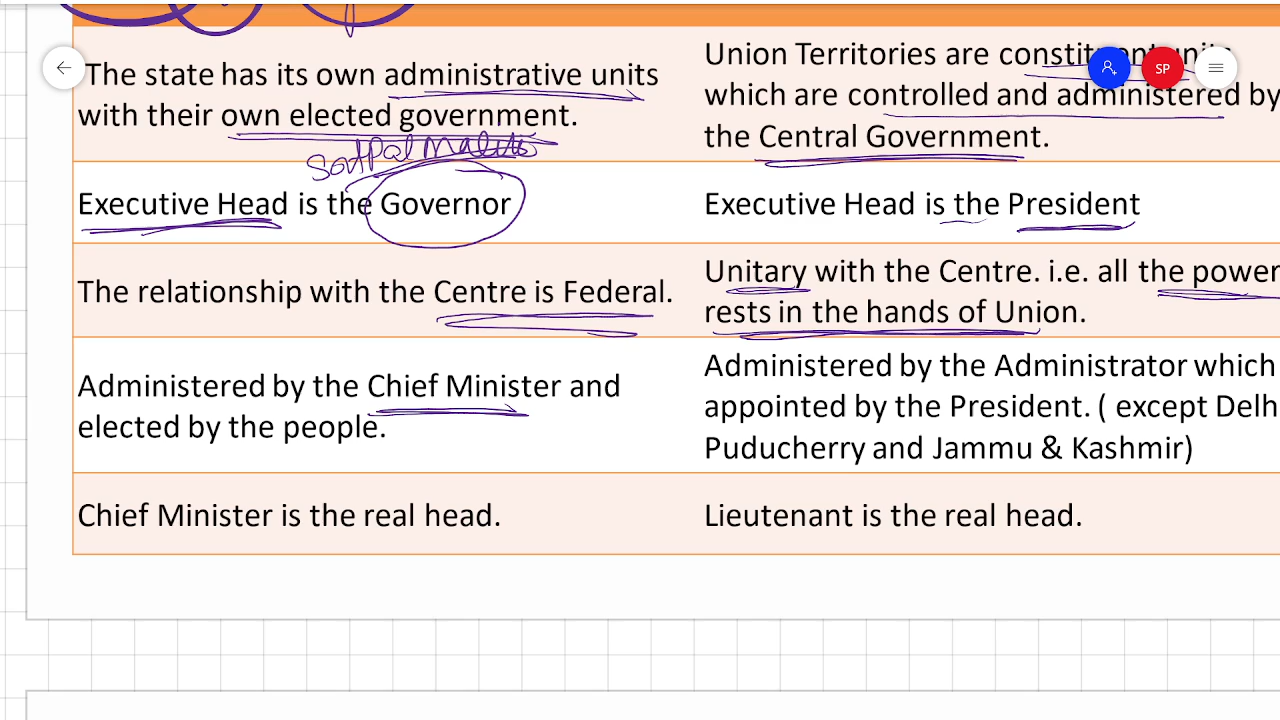 The state has its own administrative units
with their own elected government.
Union Territories are constituent units
which are controlled and administered by
the Central Government.
SP
SatPal Malik
Executive Head is the Governor
Executive Head is the President
The relationship with the Centre is Federal.
Unitary with the Centre. i.e. all the power
rests in the hands of Union.
Administered by the Chief Minister and
elected by the people.
Administered by the Administrator which
appointed by the President. ( except Delh
Puducherry and Jammu & Kashmir)
Chief Minister is the real head.
Lieutenant is the real head.